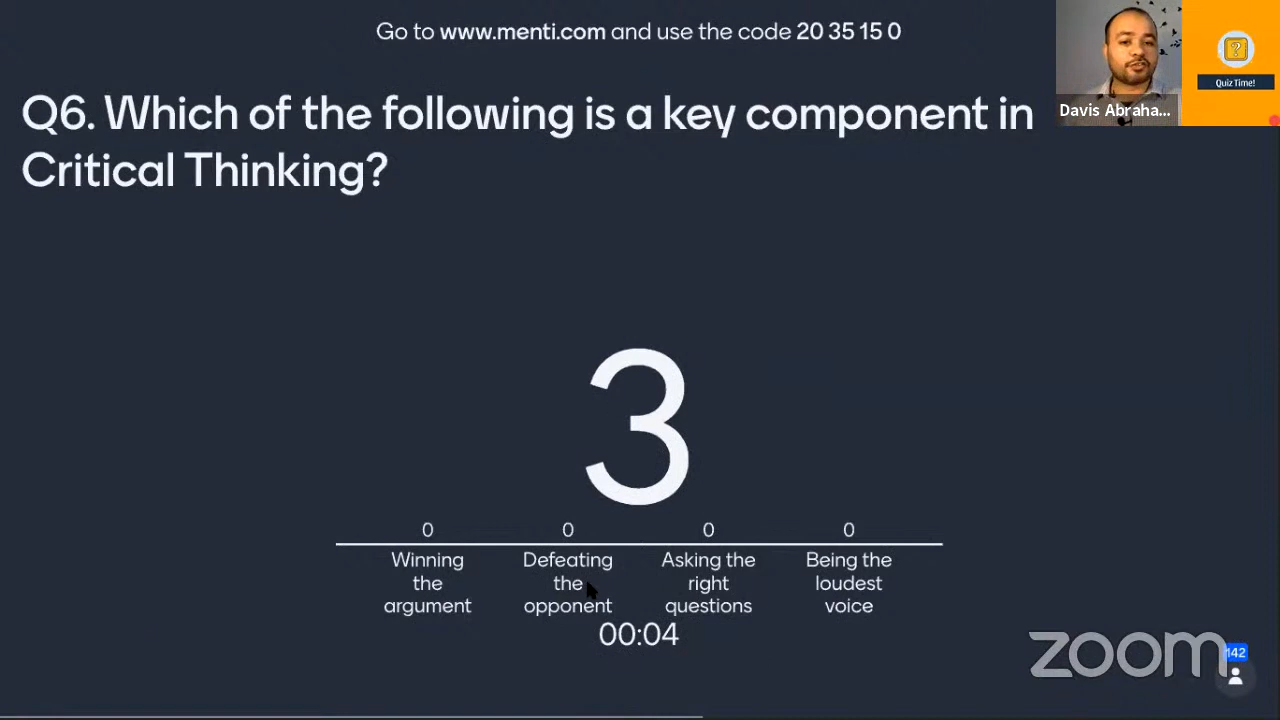 Go to www.menti.com and use the code 20 35 15 0
Q6. Which of the following is a key component in
Critical Thinking?
Davis Abraha...
?
Quiz Time!
3
0
0
0
0
Winning
the
argument
Defeating
the
opponent
Asking the
right
questions
Being the
loudest
voice
00:04
zoom
142